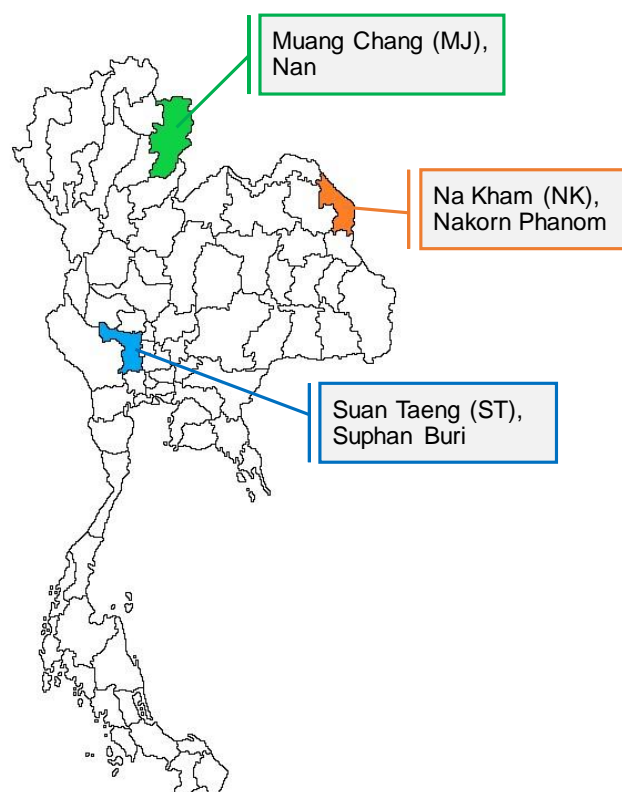 Muang Chang (MJ),
Nan
Na Kham (NK),
Nakorn Phanom
Suan Taeng (ST),
Suphan Buri